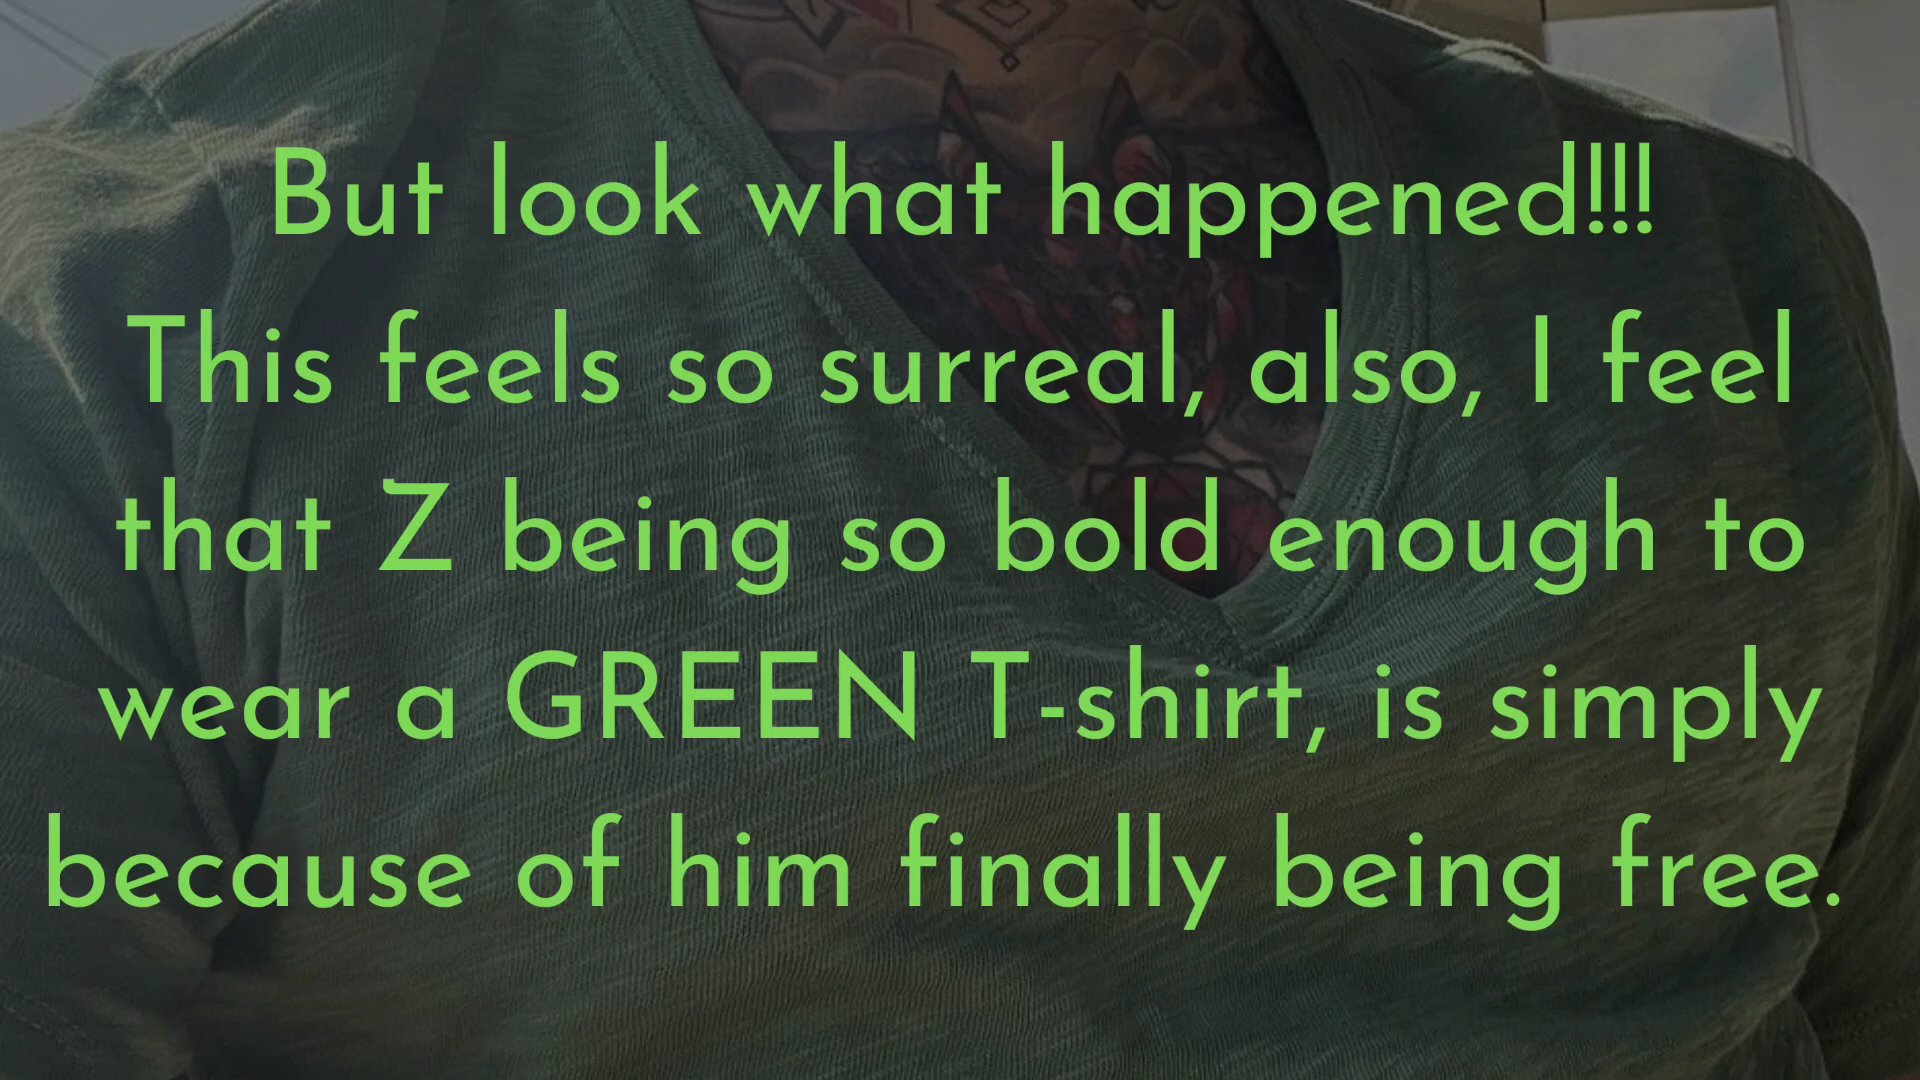 But look what happened!!!
This feels so surreal, also, I feel
that Z being so bold enough to
wear a GREEN T-shirt, is simply
because of him finally being free.